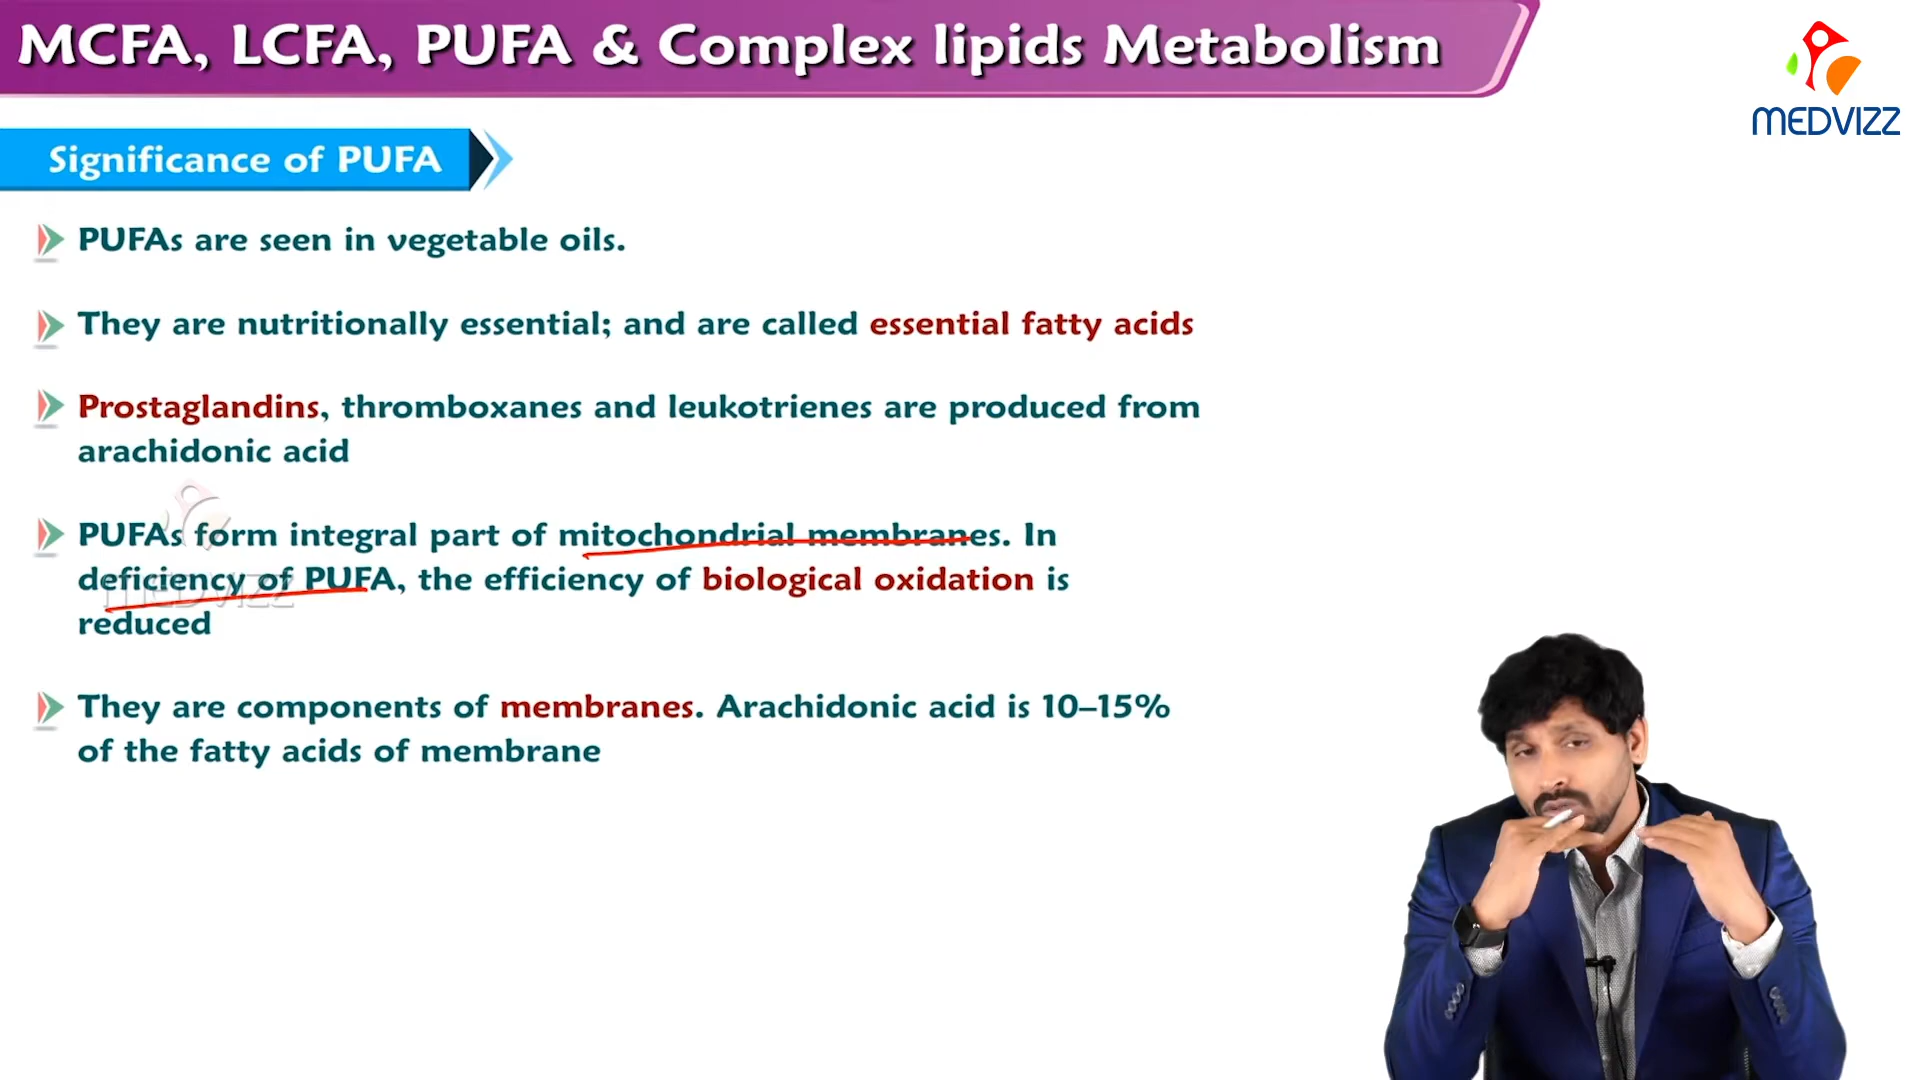 MCFA, LCFA, PUFA & Complex lipids Metabolism
MEDVIZZ
Significance of PUFA
PUFAs are seen in vegetable oils.
They are nutritionally essential; and are called essential fatty acids
Prostaglandins, thromboxanes and leukotrienes are produced from
arachidonic acid
PUFAs form integral part of mitochondrial membranes. In
deficiency of PUFA, the efficiency of biological oxidation is
MEDVIZZ
reduced
They are components of membranes. Arachidonic acid is 10–15%
of the fatty acids of membrane